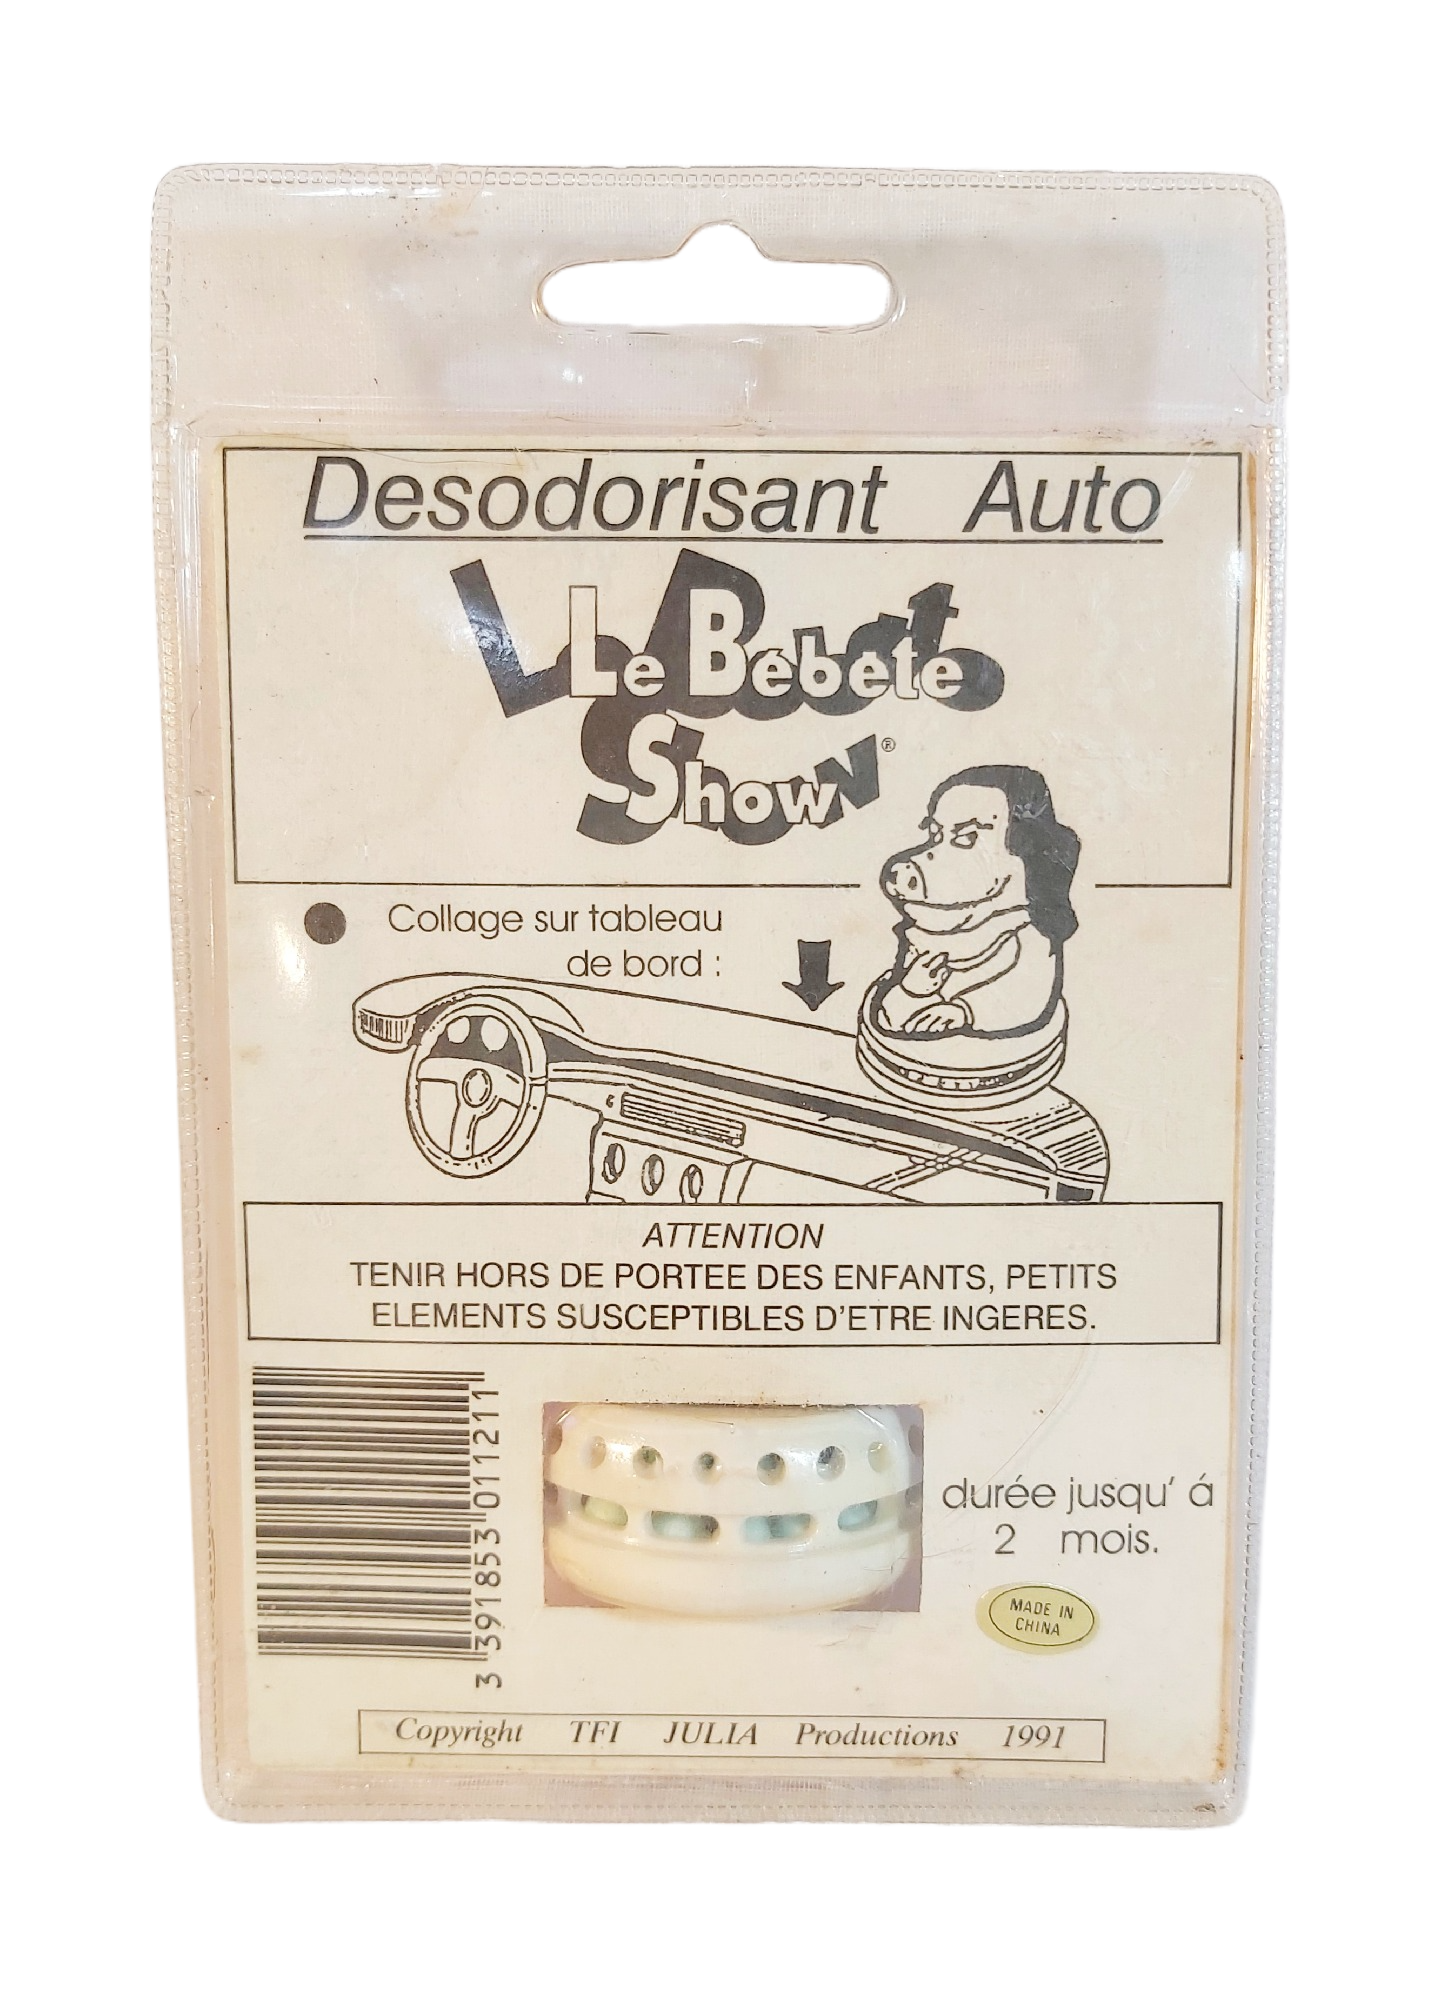 Desodorisant Auto
Le Bébete
Show®
Collage sur tableau
de bord :
ATTENTION
TENIR HORS DE PORTEE DES ENFANTS, PETITS
ELEMENTS SUSCEPTIBLES D'ETRE INGERES.
3 391853 011211
durée jusqu' á
2 mois.
MADE IN
CHINA
Copyright TFI JULIA Productions 1991